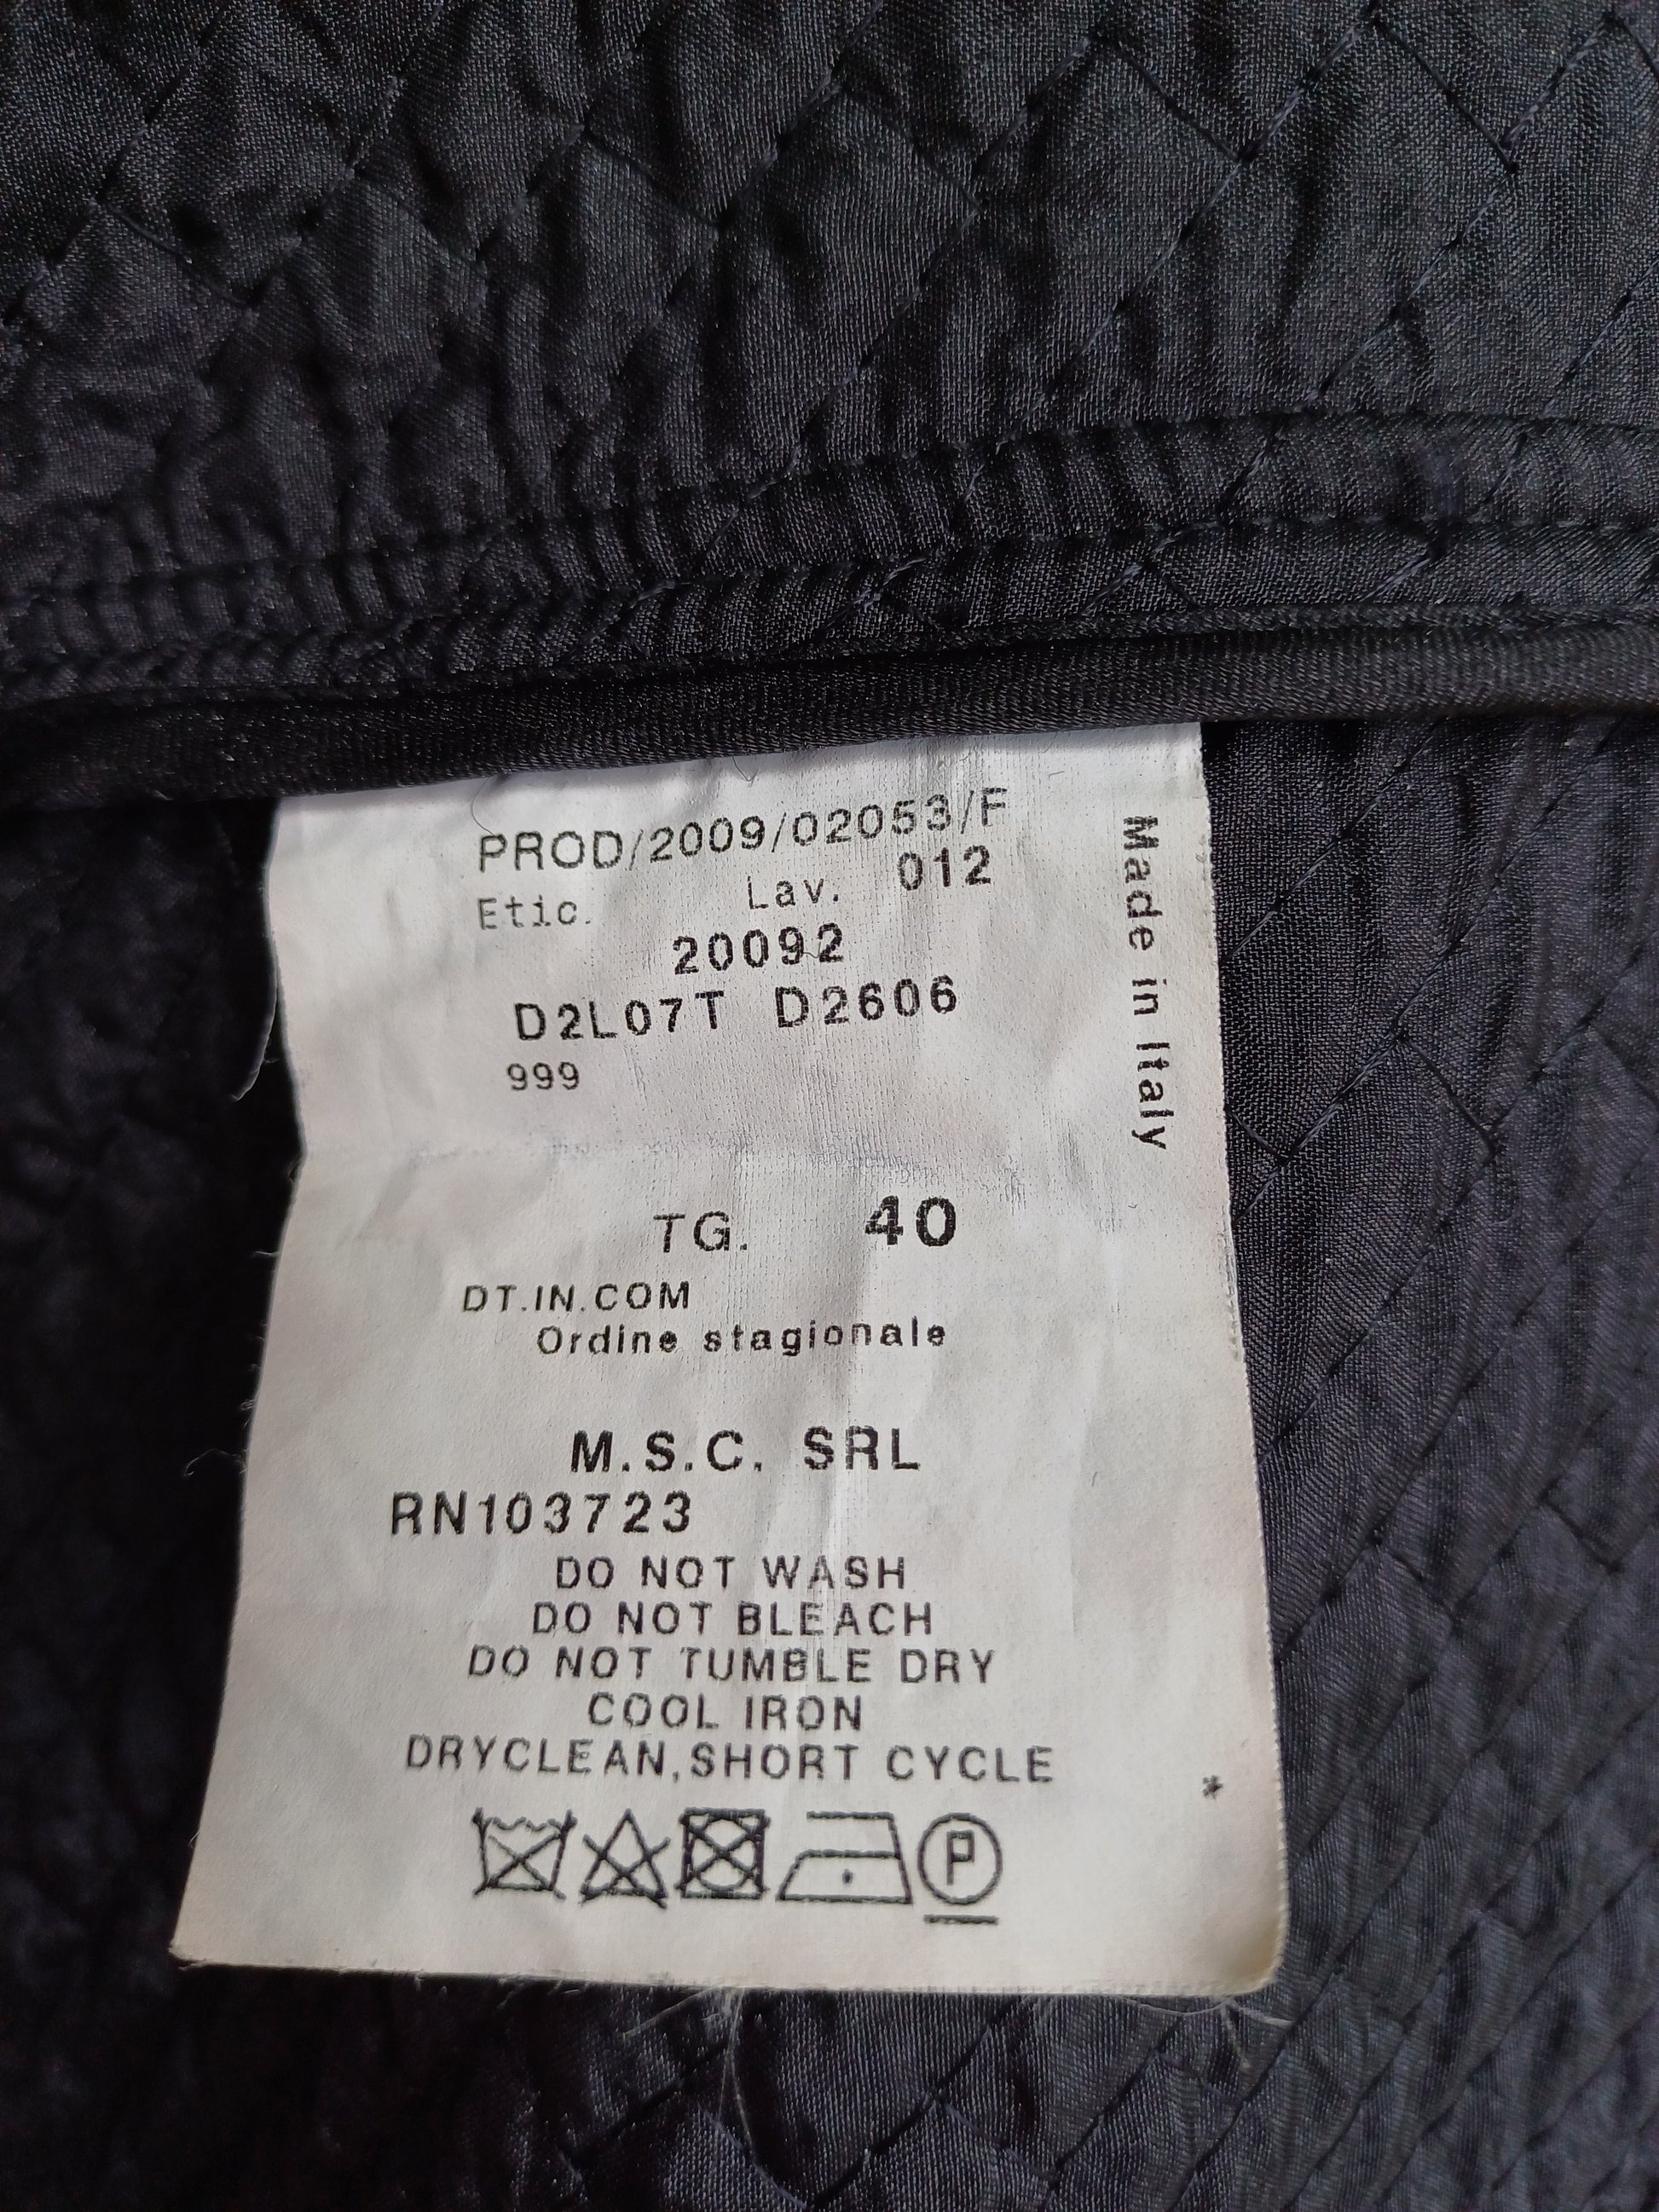 PROD/2009/02053/F
Etic. Lav. 012
20092
D2L07T D2606
999
Made in Italy
TG. 40
DT.IN.COM
Ordine stagionale
M.S.C. SRL
RN103723
DO NOT WASH
DO NOT BLEACH
DO NOT TUMBLE DRY
COOL IRON
DRYCLEAN,SHORT CYCLE
*
P